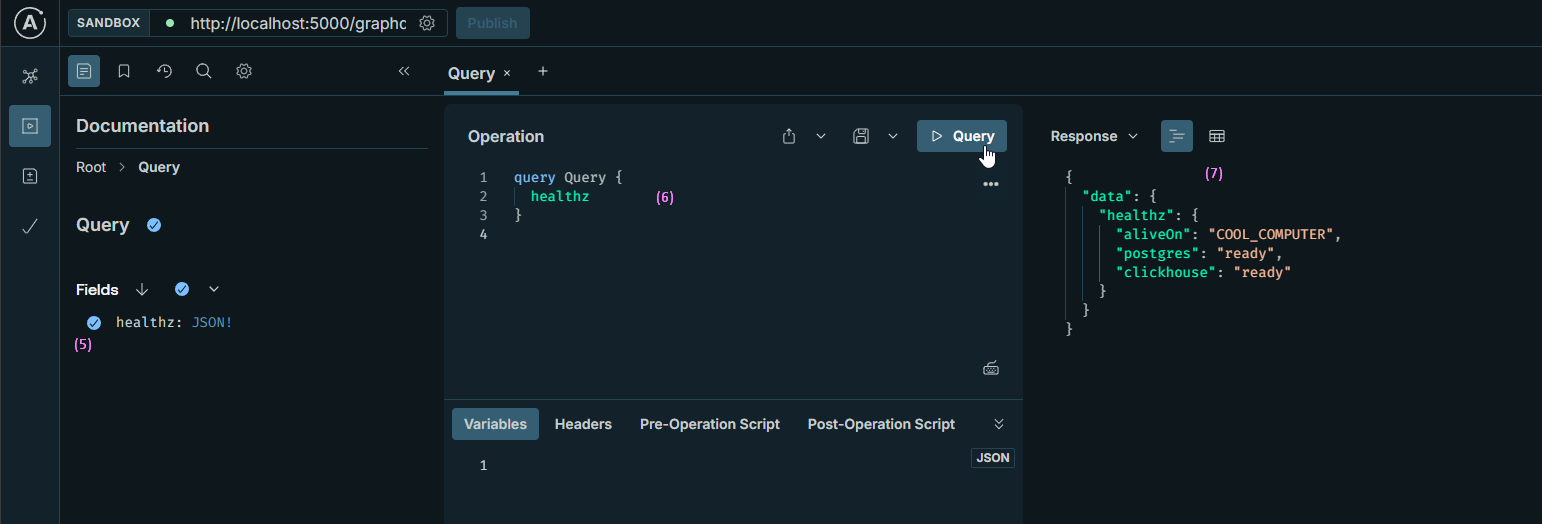 SANDBOX http://localhost:5000/graphc Publish
Query × +
Documentation
Root > Query
Query
Fields
healthz: JSON!
(5)
Operation
Query
1 query Query {
2 healthz (6)
3 }
4
Variables Headers Pre-Operation Script Post-Operation Script
1
JSON
Response
{ (7)
"data": {
"healthz": {
"aliveOn": "COOL_COMPUTER",
"postgres": "ready",
"clickhouse": "ready"
}
}
}